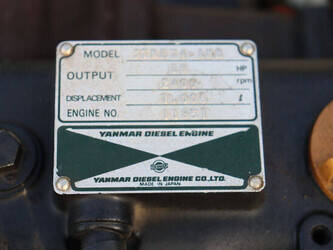 MODEL
OUTPUT HP
rpm
DISPLACEMENT ℓ
ENGINE NO.
YANMAR DIESEL ENGINE
YANMAR DIESEL ENGINE CO.,LTD.
MADE IN JAPAN